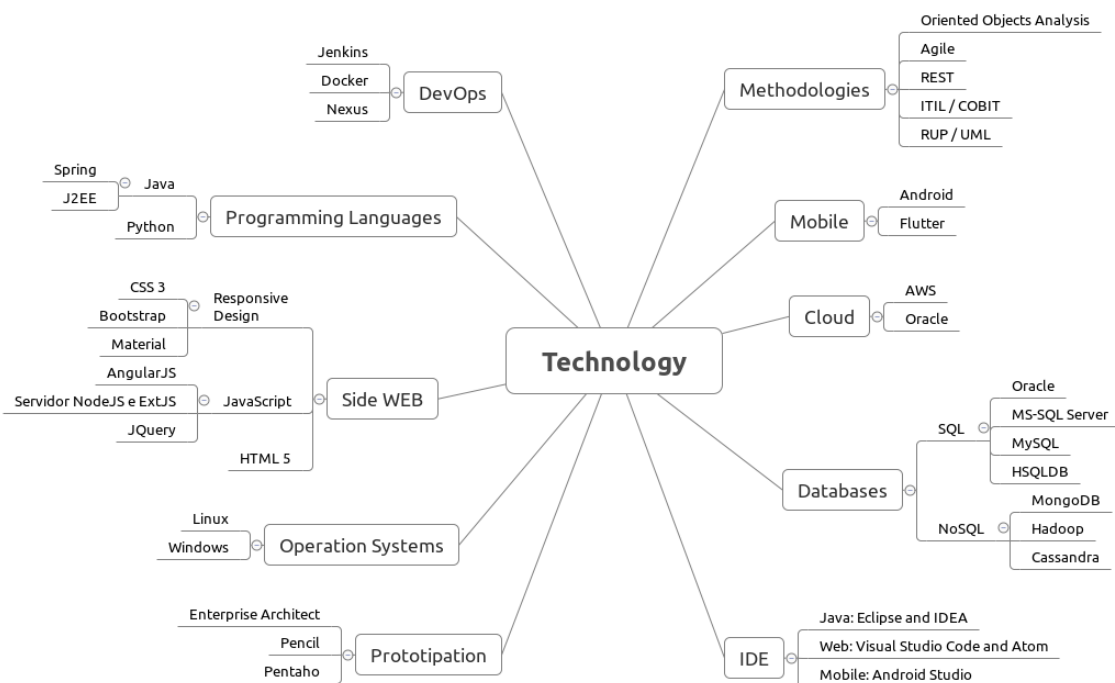 Technology
DevOps
Jenkins
Docker
Nexus
Programming Languages
Java
Spring
J2EE
Python
Side WEB
Responsive
Design
CSS 3
Bootstrap
Material
JavaScript
AngularJS
Servidor NodeJS e ExtJS
JQuery
HTML 5
Operation Systems
Linux
Windows
Prototipation
Enterprise Architect
Pencil
Pentaho
Methodologies
Oriented Objects Analysis
Agile
REST
ITIL / COBIT
RUP / UML
Mobile
Android
Flutter
Cloud
AWS
Oracle
Databases
SQL
Oracle
MS-SQL Server
MySQL
HSQLDB
NoSQL
MongoDB
Hadoop
Cassandra
IDE
Java: Eclipse and IDEA
Web: Visual Studio Code and Atom
Mobile: Android Studio